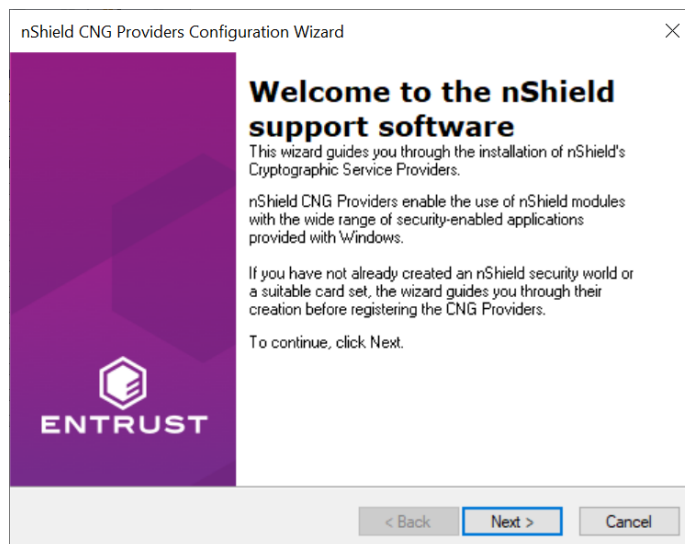 nShield CNG Providers Configuration Wizard
Welcome to the nShield
support software
This wizard guides you through the installation of nShield's
Cryptographic Service Providers.
nShield CNG Providers enable the use of nShield modules
with the wide range of security-enabled applications
provided with Windows.
If you have not already created an nShield security world or
a suitable card set, the wizard guides you through their
creation before registering the CNG Providers.
To continue, click Next.
ENTRUST
< Back Next > Cancel